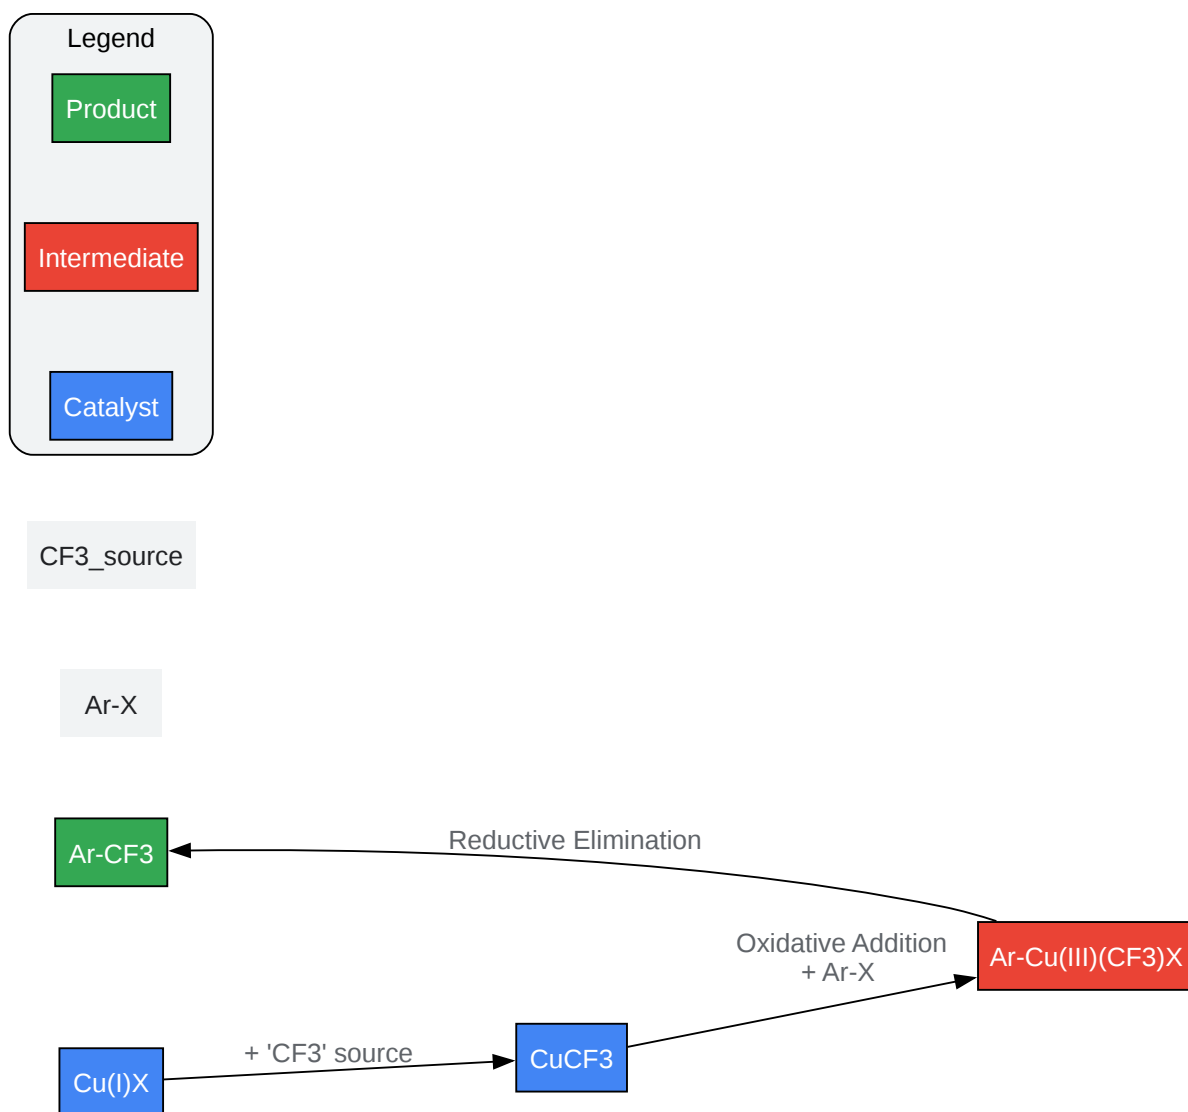 Legend
Product
Intermediate
Catalyst
CF3_source
Ar-X
Ar-CF3
Reductive Elimination
Oxidative Addition
+ Ar-X
Ar-Cu(III)(CF3)X
Cu(I)X
+ 'CF3' source
CuCF3